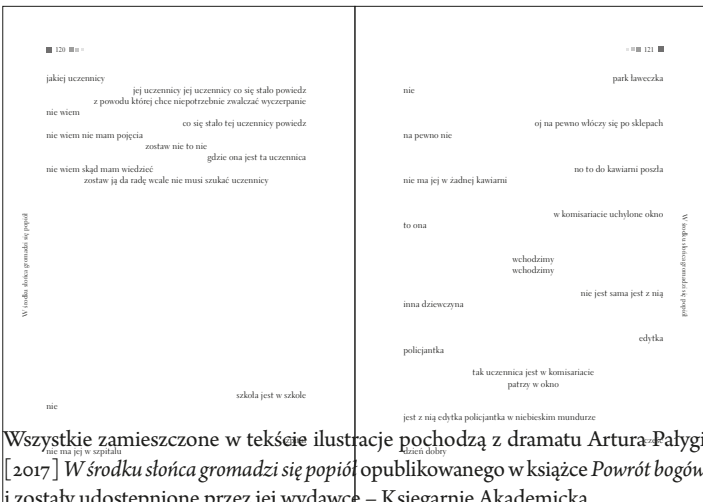 120
jakiej uczennicy
jej uczennicy jej uczennicy co się stało powiedz
z powodu której chce niepotrzebnie zwalczać wyczerpanie
nie wiem
co się stało tej uczennicy powiedz
nie wiem nie mam pojęcia
zostaw nie to nie
gdzie ona jest ta uczennica
nie wiem skąd mam wiedzieć
zostaw ją da radę wcale nie musi szukać uczennicy
W środku słońca gromadzi się popiół
szkoła jest w szkole
nie
nie ma jej w szpitalu
121
park ławeczka
nie
oj na pewno włóczy się po sklepach
na pewno nie
no to do kawiarni poszła
nie ma jej w żadnej kawiarni
w komisariacie uchylone okno
to ona
wchodzimy
wchodzimy
nie jest sama jest z nią
inna dziewczyna
edytka
policjantka
tak uczennica jest w komisariacie
patrzy w okno
jest z nią edytka policjantka w niebieskim mundurze
dzień dobry
W środku słońca gromadzi się popiół
Wszystkie zamieszczone w tekście ilustracje pochodzą z dramatu Artura Pałygi
[2017] W środku słońca gromadzi się popiół opublikowanego w książce Powrót bogów
i zostały udostępnione przez jej wydawcę – Księgarnię Akademicką.